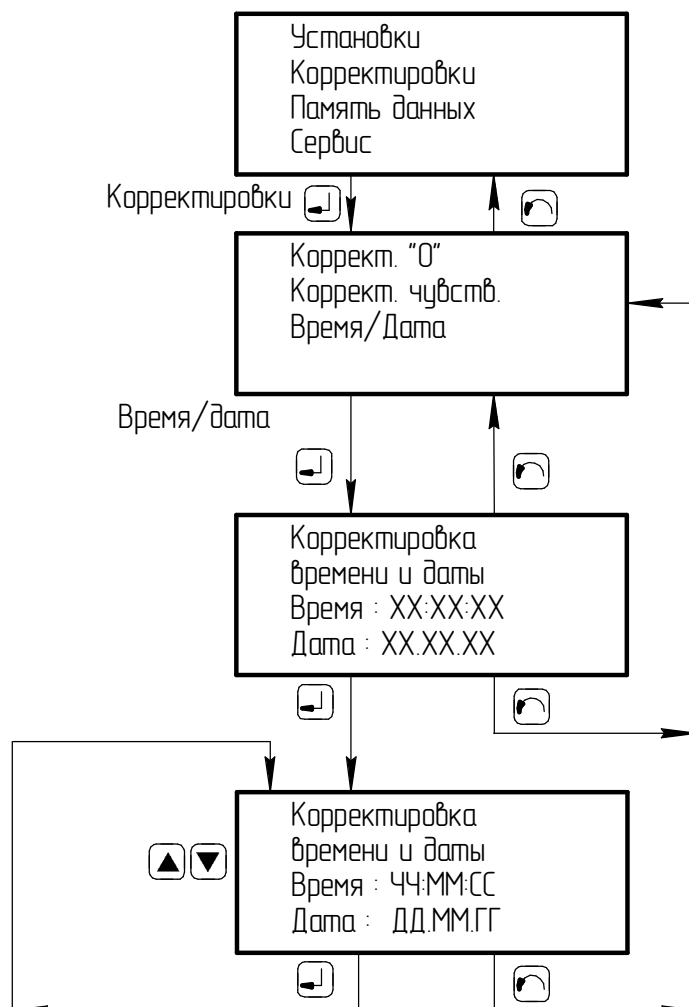 Установки
Корректировки
Память данных
Сервис
Корректировки
Коррект. "0"
Коррект. чувств.
Время/Дата
Время/дата
Корректировка
времени и даты
Время : XX:XX:XX
Дата : XX.XX.XX
Корректировка
времени и даты
Время : ЧЧ:ММ:СС
Дата : ДД.ММ.ГГ